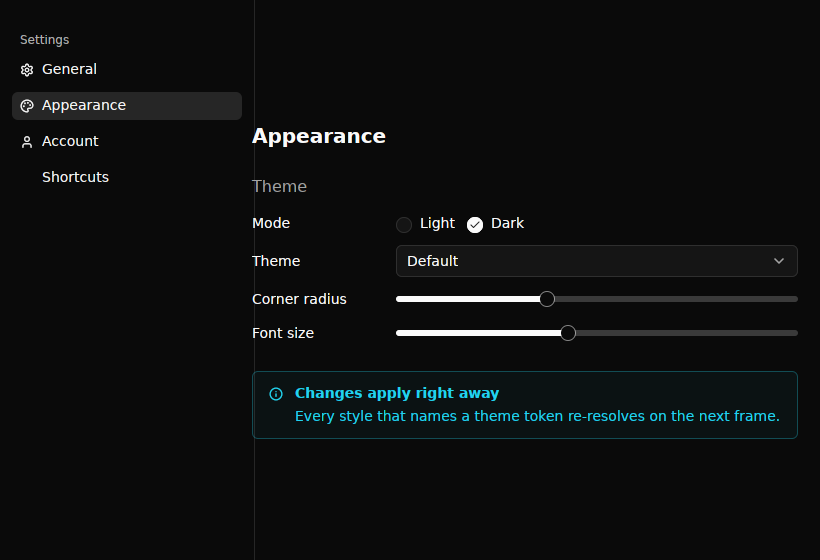 Settings
General
Appearance
Account
Shortcuts
Appearance
Theme
Mode
Light
Dark
Theme
Default
Corner radius
Font size
Changes apply right away
Every style that names a theme token re-resolves on the next frame.